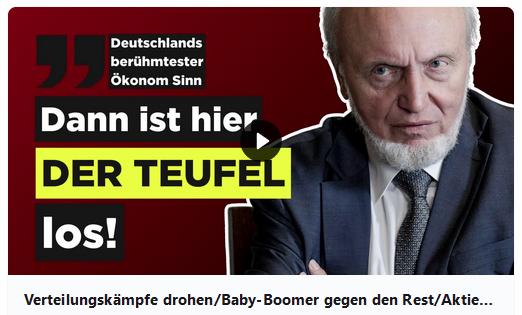 Deutschlands
berühmtester
Ökonom Sinn
Dann ist hier
DER TEUFEL
los!
Verteilungskämpfe drohen/Baby-Boomer gegen den Rest/Aktie...